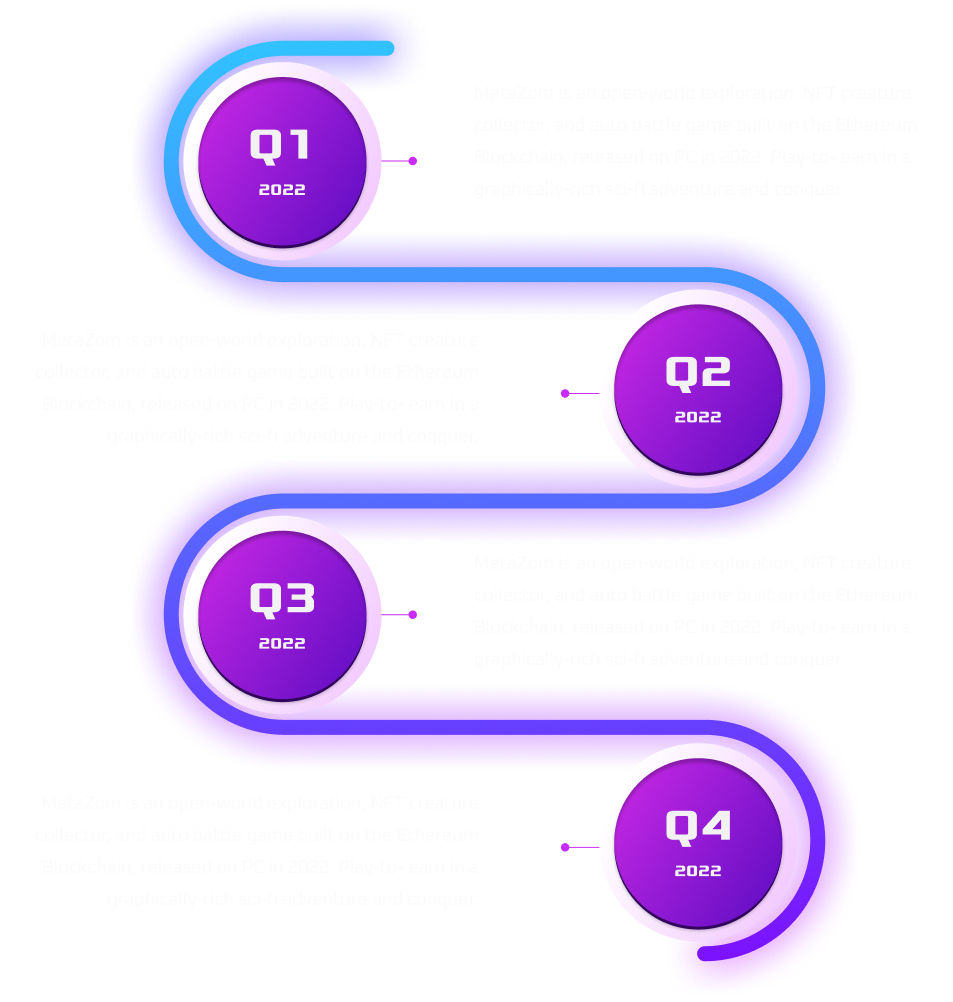 Q1
2022
MetaZom is an open-world exploration, NFT creature
collector, and auto battle game built on the Ethereum
Blockchain, released on PC in 2022. Play-to- earn in a
graphically-rich sci-fi adventure and conquer.
Q2
2022
MetaZom is an open-world exploration, NFT creature
collector, and auto battle game built on the Ethereum
Blockchain, released on PC in 2022. Play-to- earn in a
graphically-rich sci-fi adventure and conquer.
Q3
2022
MetaZom is an open-world exploration, NFT creature
collector, and auto battle game built on the Ethereum
Blockchain, released on PC in 2022. Play-to- earn in a
graphically-rich sci-fi adventure and conquer.
Q4
2022
MetaZom is an open-world exploration, NFT creature
collector, and auto battle game built on the Ethereum
Blockchain, released on PC in 2022. Play-to- earn in a
graphically-rich sci-fi adventure and conquer.